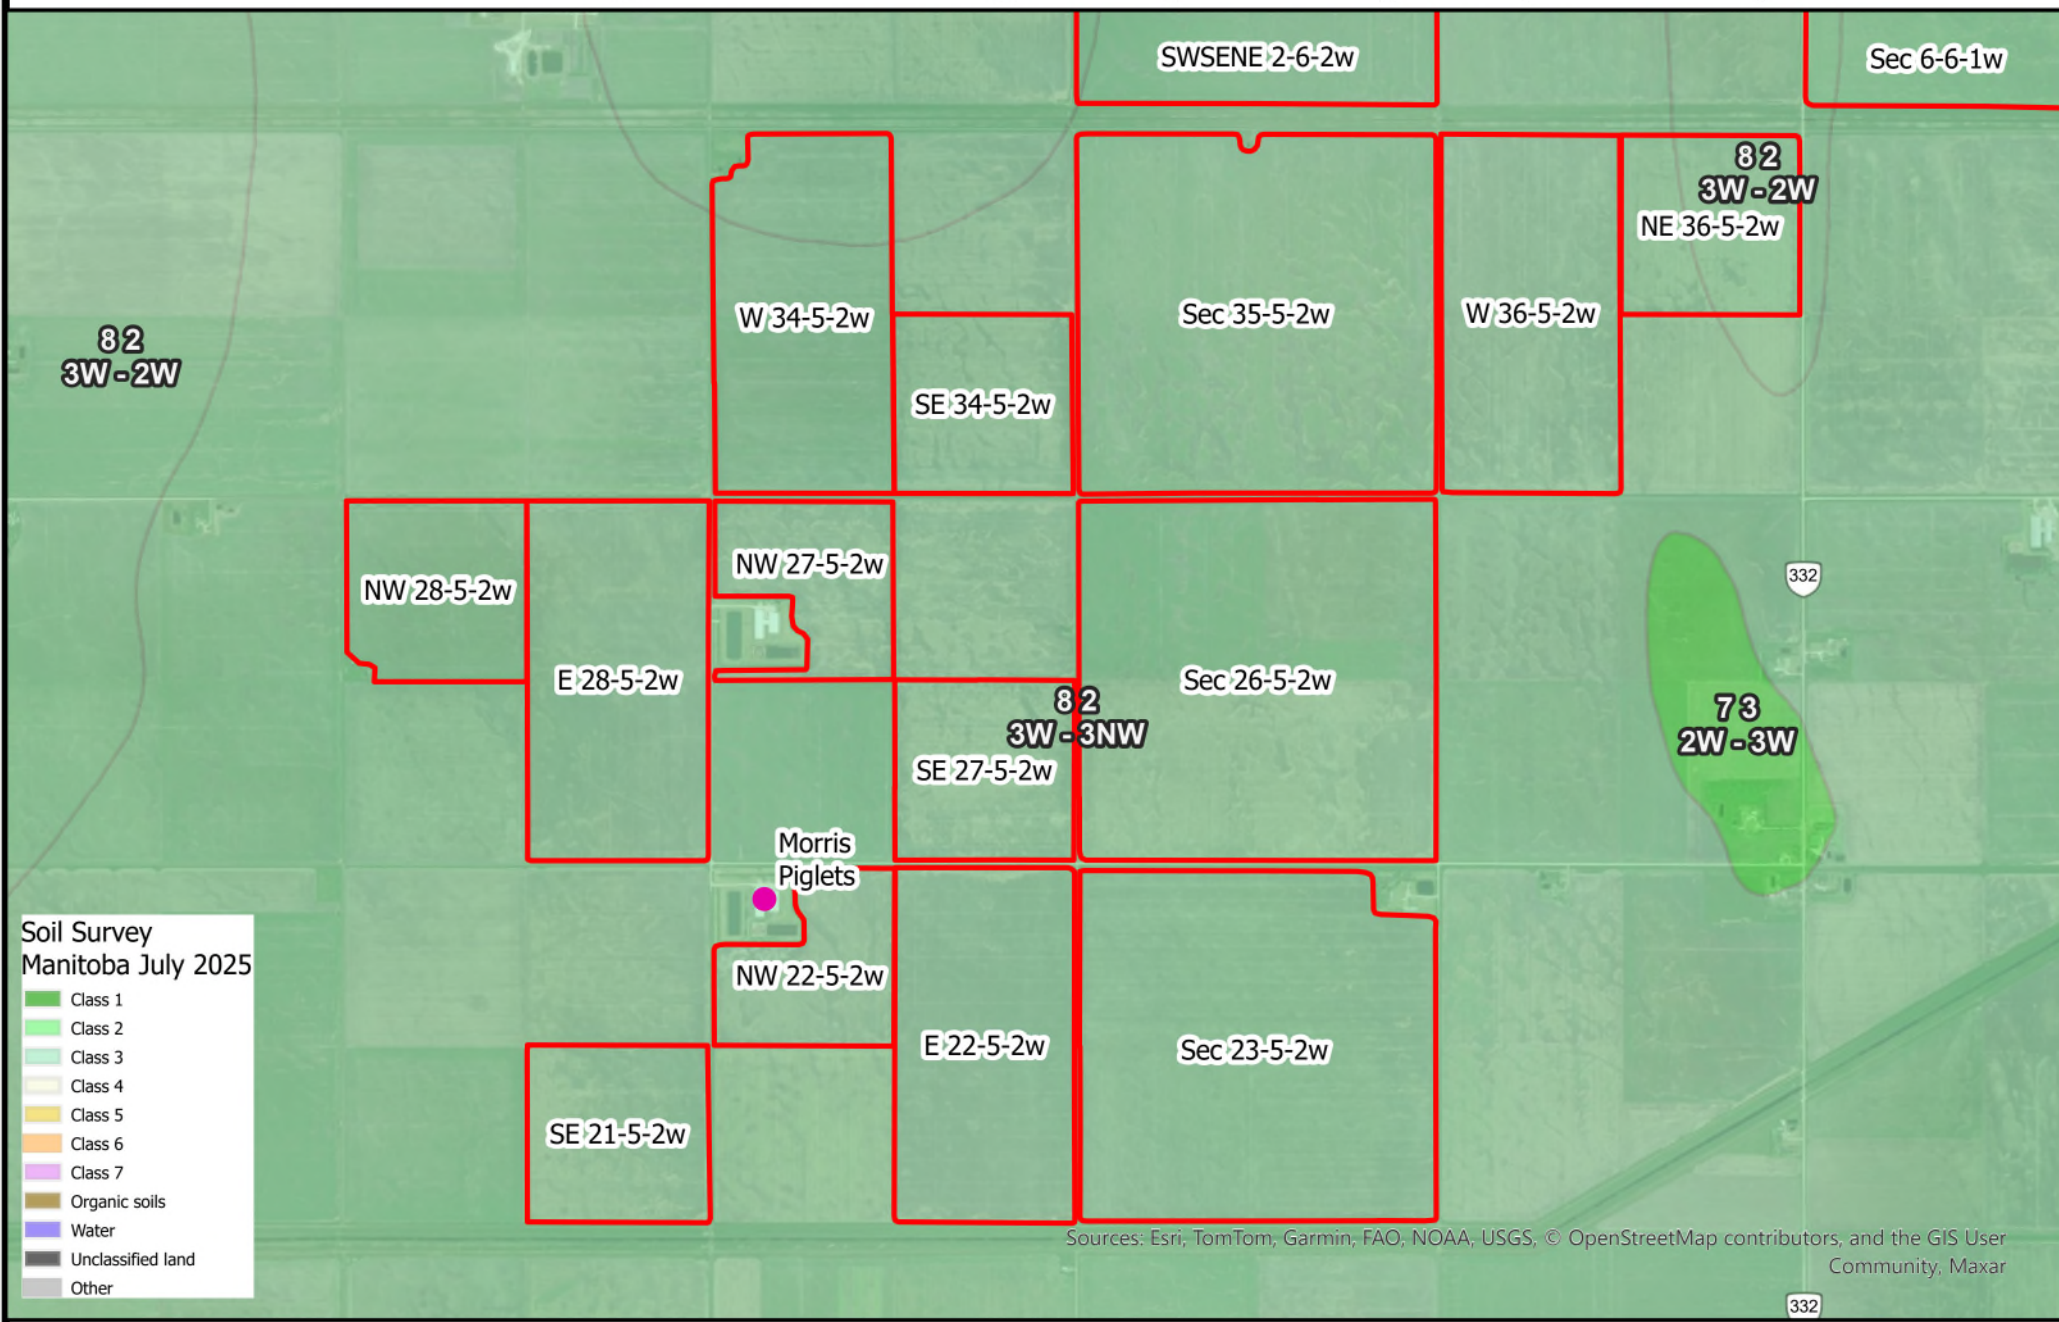 SWSENE 2-6-2w
Sec 6-6-1w
8 2
3W - 2W
NE 36-5-2w
W 34-5-2w
Sec 35-5-2w
W 36-5-2w
8 2
3W - 2W
SE 34-5-2w
NW 28-5-2w
NW 27-5-2w
332
E 28-5-2w
Sec 26-5-2w
8 2
3W - 3NW
SE 27-5-2w
7 3
2W - 3W
Morris
Piglets
NW 22-5-2w
E 22-5-2w
Sec 23-5-2w
SE 21-5-2w
Soil Survey
Manitoba July 2025
Class 1
Class 2
Class 3
Class 4
Class 5
Class 6
Class 7
Organic soils
Water
Unclassified land
Other
Sources: Esri, TomTom, Garmin, FAO, NOAA, USGS, © OpenStreetMap contributors, and the GIS User
Community, Maxar
332